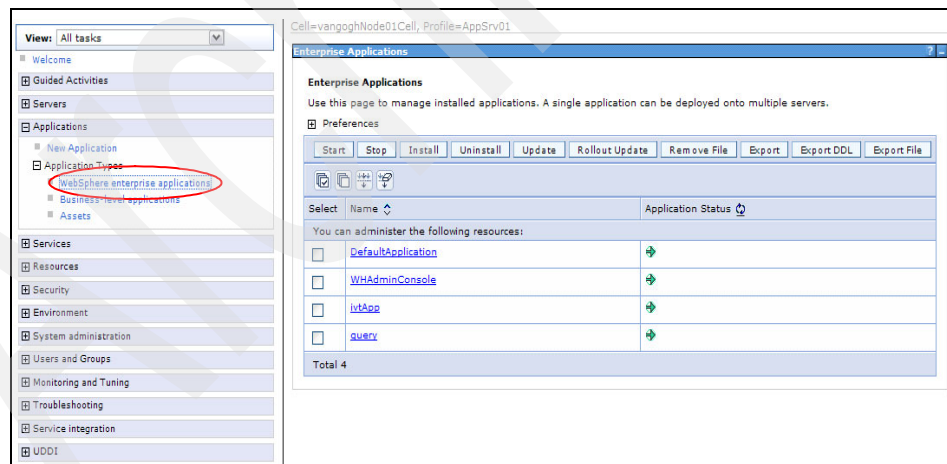 Cell=vangoghNode01Cell, Profile=AppSrv01
View: All tasks
Welcome
Guided Activities
Servers
Applications
New Application
Application Types
WebSphere enterprise applications
Business-level applications
Assets
Services
Resources
Security
Environment
System administration
Users and Groups
Monitoring and Tuning
Troubleshooting
Service integration
UDDI
Enterprise Applications ? -
Enterprise Applications
Use this page to manage installed applications. A single application can be deployed onto multiple servers.
Preferences
Start Stop Install Uninstall Update Rollout Update Remove File Export Export DDL Export File
Select Name Application Status
You can administer the following resources:
DefaultApplication
WHAdminConsole
ivtApp
query
Total 4